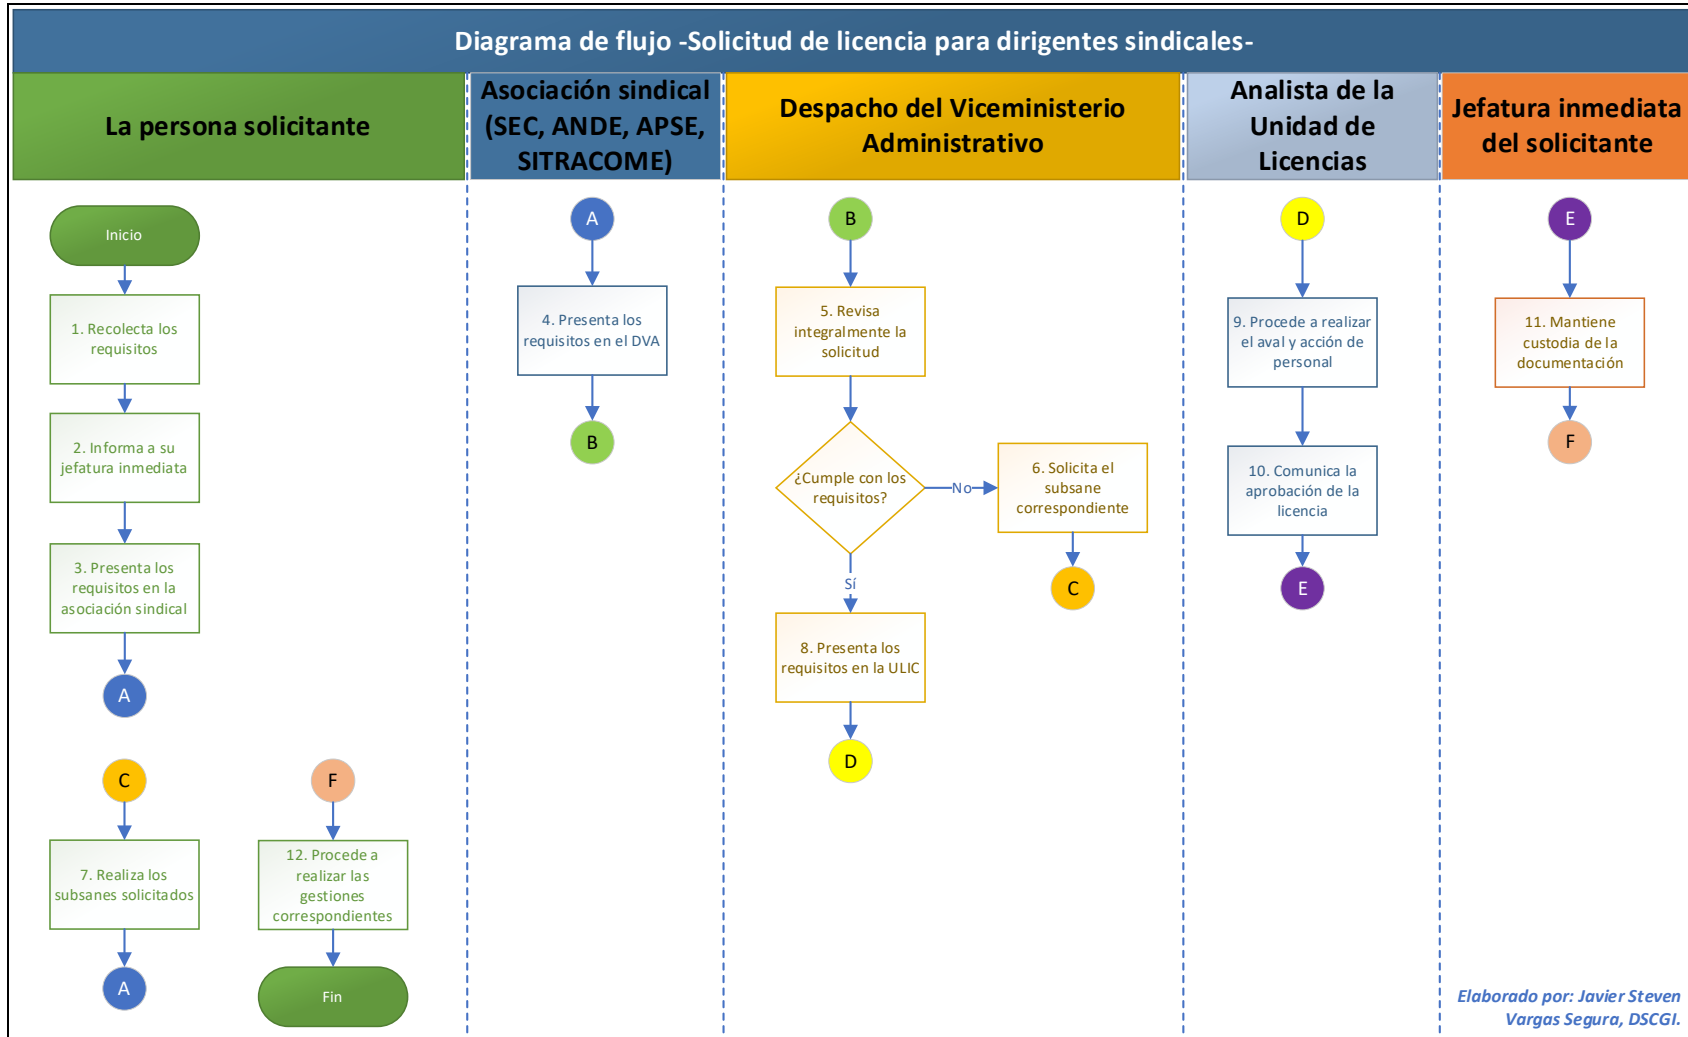 Diagrama de flujo -Solicitud de licencia para dirigentes sindicales-
La persona solicitante
Asociación sindical
(SEC, ANDE, APSE,
SITRACOME)
Despacho del Viceministerio
Administrativo
Analista de la
Unidad de
Licencias
Jefatura inmediata
del solicitante
Inicio
1. Recolecta los
requisitos
2. Informa a su
jefatura inmediata
3. Presenta los
requisitos en la
asociación sindical
A
C
7. Realiza los
subsanes solicitados
A
F
12. Procede a
realizar las
gestiones
correspondientes
Fin
A
4. Presenta los
requisitos en el DVA
B
B
5. Revisa
integralmente la
solicitud
¿Cumple con los
requisitos?
No
6. Solicita el
subsane
correspondiente
C
Sí
8. Presenta los
requisitos en la ULIC
D
D
9. Procede a realizar
el aval y acción de
personal
10. Comunica la
aprobación de la
licencia
E
E
11. Mantiene
custodia de la
documentación
F
Elaborado por: Javier Steven
Vargas Segura, DSCGI.